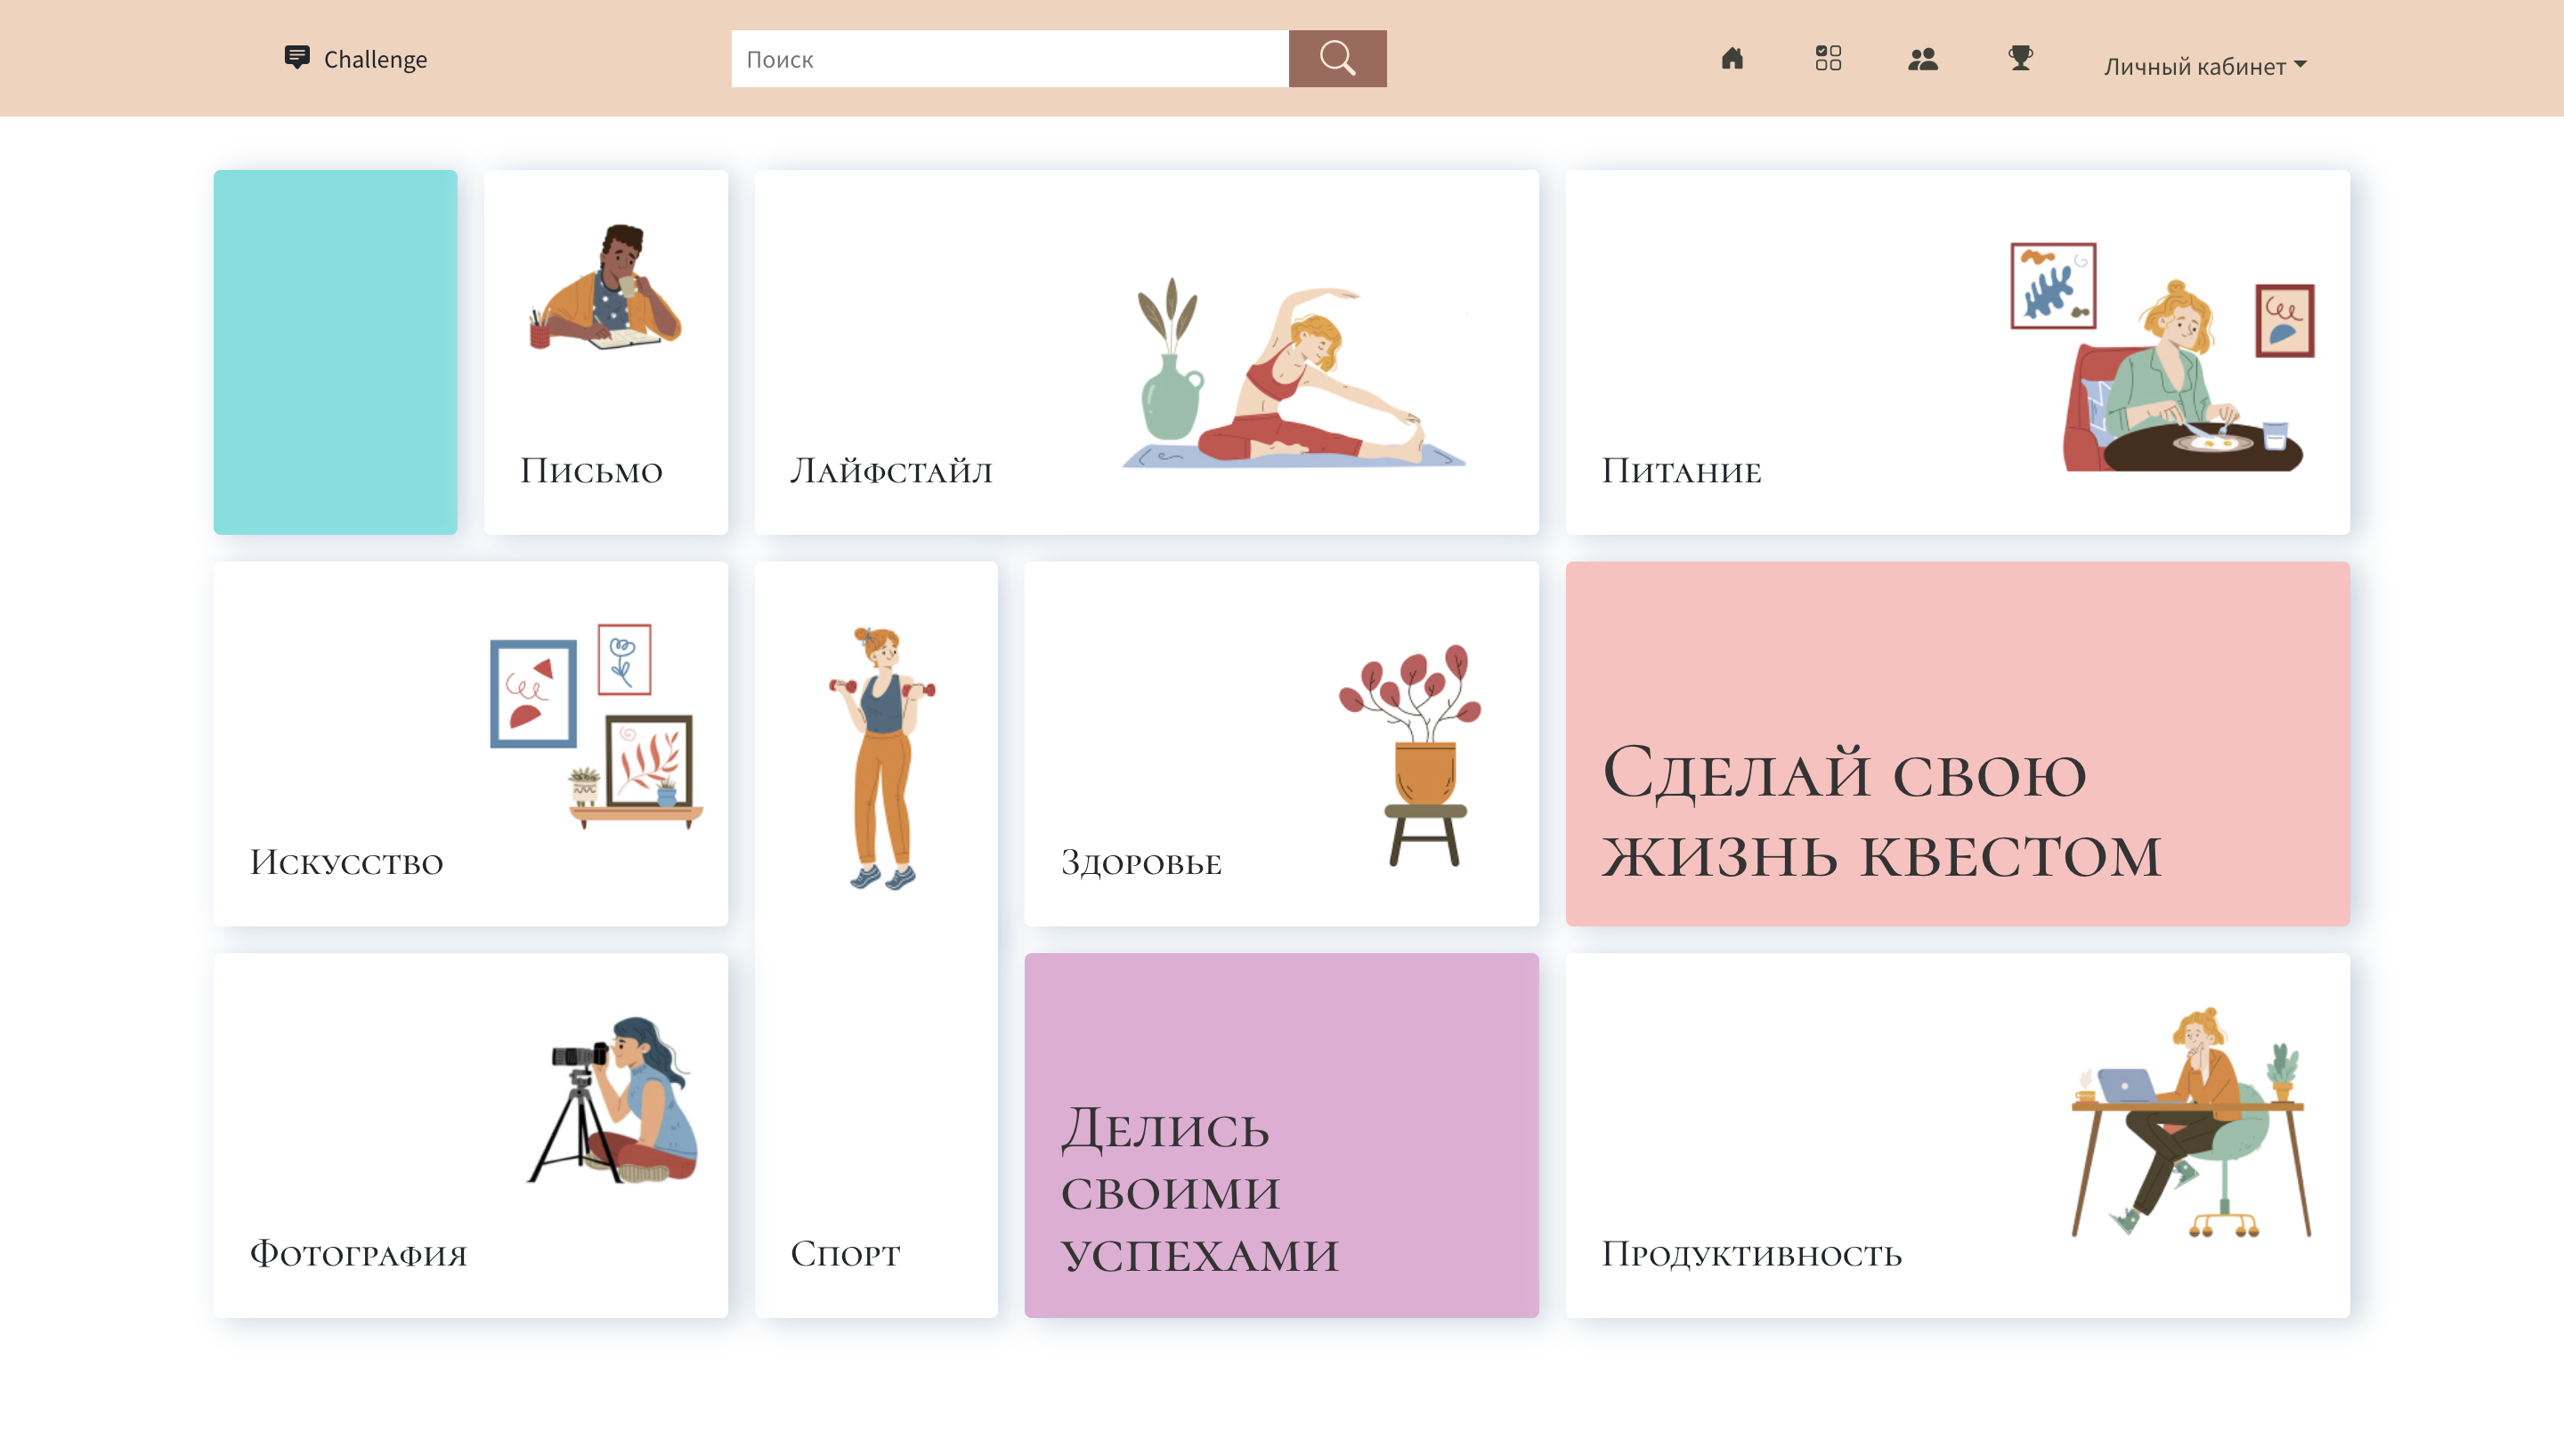 Challenge
Поиск
Личный кабинет
Письмо
Лайфстайл
Питание
Искусство
Здоровье
Сделай свою
жизнь квестом
Фотография
Спорт
Делись
своими
успехами
Продуктивность